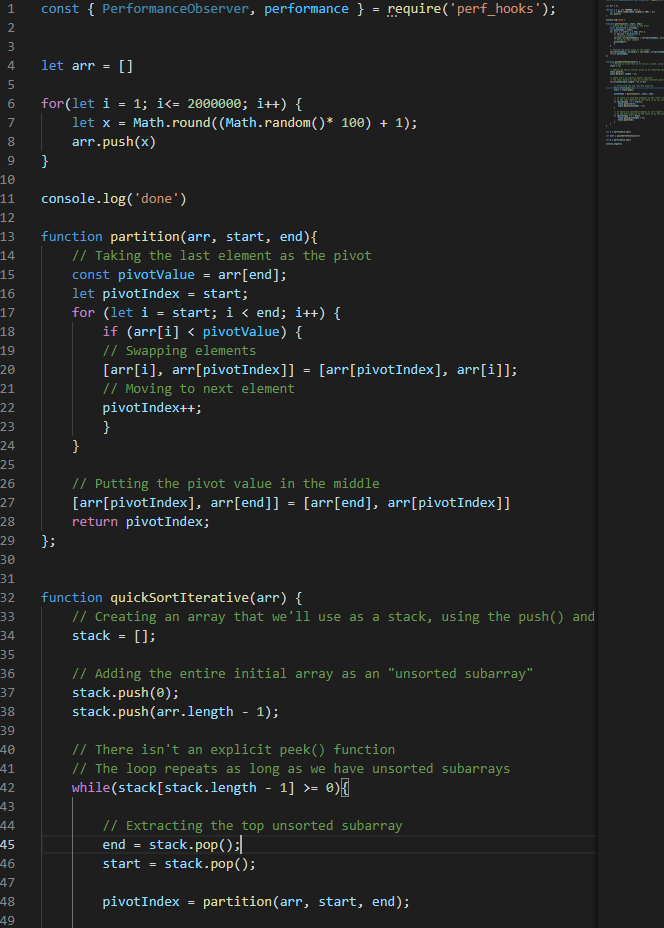 1 const { PerformanceObserver, performance } = require('perf_hooks');
2
3
4 let arr = []
5
6 for(let i = 1; i<= 2000000; i++) {
7 let x = Math.round((Math.random()* 100) + 1);
8 arr.push(x)
9 }
10
11 console.log('done')
12
13 function partition(arr, start, end){
14 // Taking the last element as the pivot
15 const pivotValue = arr[end];
16 let pivotIndex = start;
17 for (let i = start; i < end; i++) {
18 if (arr[i] < pivotValue) {
19 // Swapping elements
20 [arr[i], arr[pivotIndex]] = [arr[pivotIndex], arr[i]];
21 // Moving to next element
22 pivotIndex++;
23 }
24 }
25
26 // Putting the pivot value in the middle
27 [arr[pivotIndex], arr[end]] = [arr[end], arr[pivotIndex]]
28 return pivotIndex;
29 };
30
31
32 function quickSortIterative(arr) {
33 // Creating an array that we'll use as a stack, using the push() and
34 stack = [];
35
36 // Adding the entire initial array as an "unsorted subarray"
37 stack.push(0);
38 stack.push(arr.length - 1);
39
40 // There isn't an explicit peek() function
41 // The loop repeats as long as we have unsorted subarrays
42 while(stack[stack.length - 1] >= 0){
43
44 // Extracting the top unsorted subarray
45 end = stack.pop();
46 start = stack.pop();
47
48 pivotIndex = partition(arr, start, end);
49